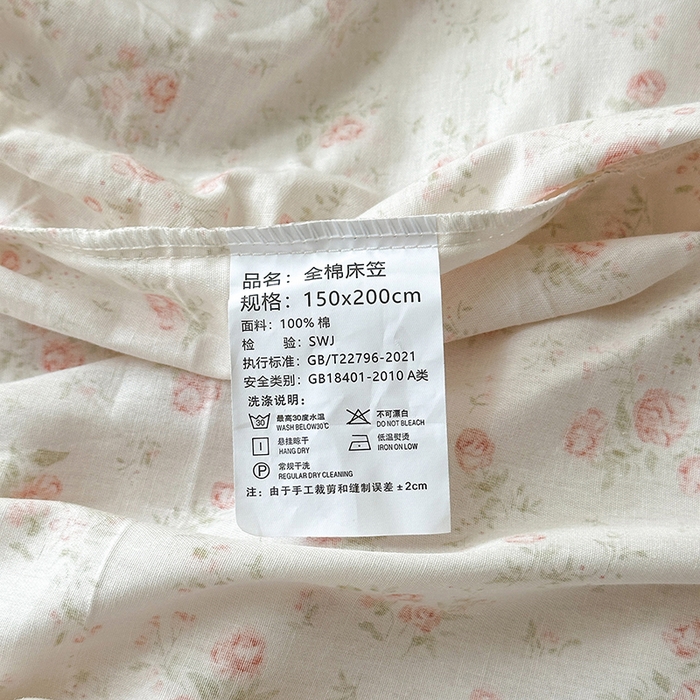 品名：全棉床笠
规格：150x200cm
面料：100% 棉
检　　验：SWJ
执行标准：GB/T22796-2021
安全类别：GB18401-2010 A类
洗涤说明：
30 最高30度水温 不可漂白
WASH BELOW30℃ DO NOT BLEACH
悬挂晾干 低温熨烫
HANG DRY IRON ON LOW
P 常规干洗
REGULAR DRY CLEANING
注：由于手工裁剪和缝制误差 ±2cm